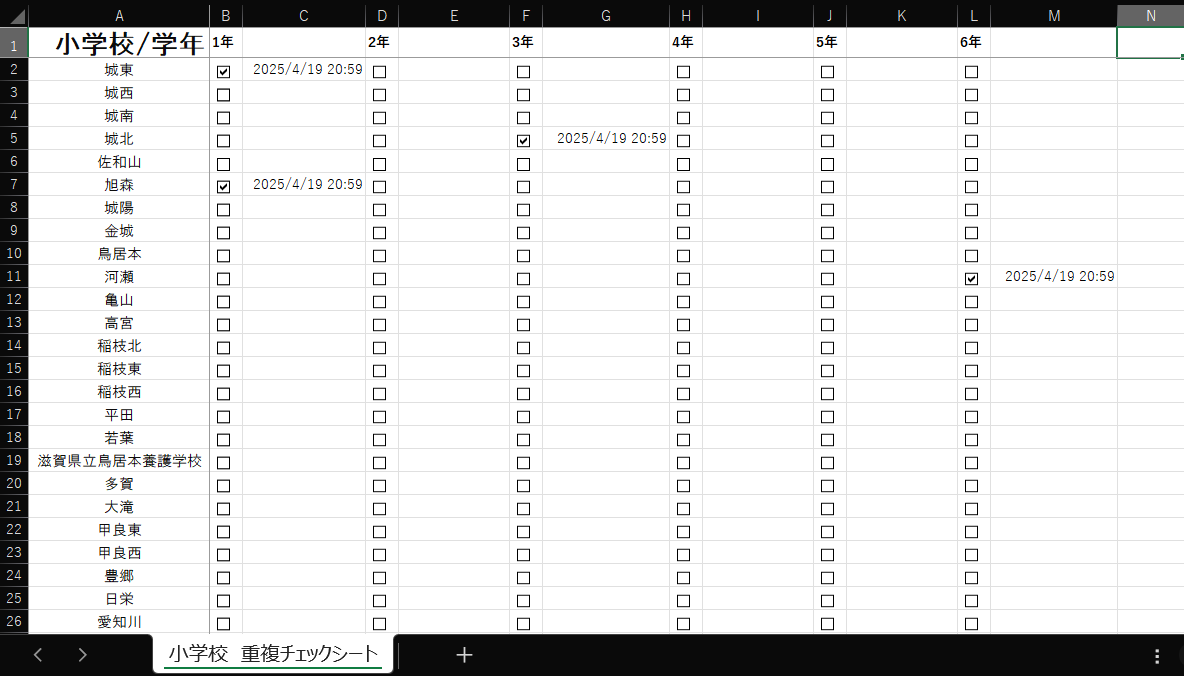 A B C D E F G H I J K L M N
1 小学校/学年 1年 2年 3年 4年 5年 6年
2 城東 2025/4/19 20:59
3 城西
4 城南
5 城北 2025/4/19 20:59
6 佐和山
7 旭森 2025/4/19 20:59
8 城陽
9 金城
10 鳥居本
11 河瀬 2025/4/19 20:59
12 亀山
13 高宮
14 稲枝北
15 稲枝東
16 稲枝西
17 平田
18 若葉
19 滋賀県立鳥居本養護学校
20 多賀
21 大滝
22 甲良東
23 甲良西
24 豊郷
25 日栄
26 愛知川
小学校 重複チェックシート